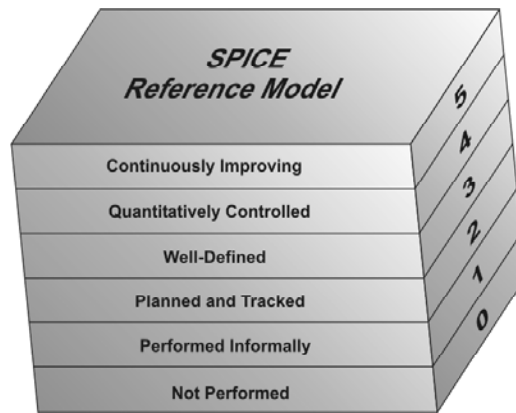 SPICE
Reference Model
Continuously Improving
Quantitatively Controlled
Well-Defined
Planned and Tracked
Performed Informally
Not Performed
5
4
3
2
1
0